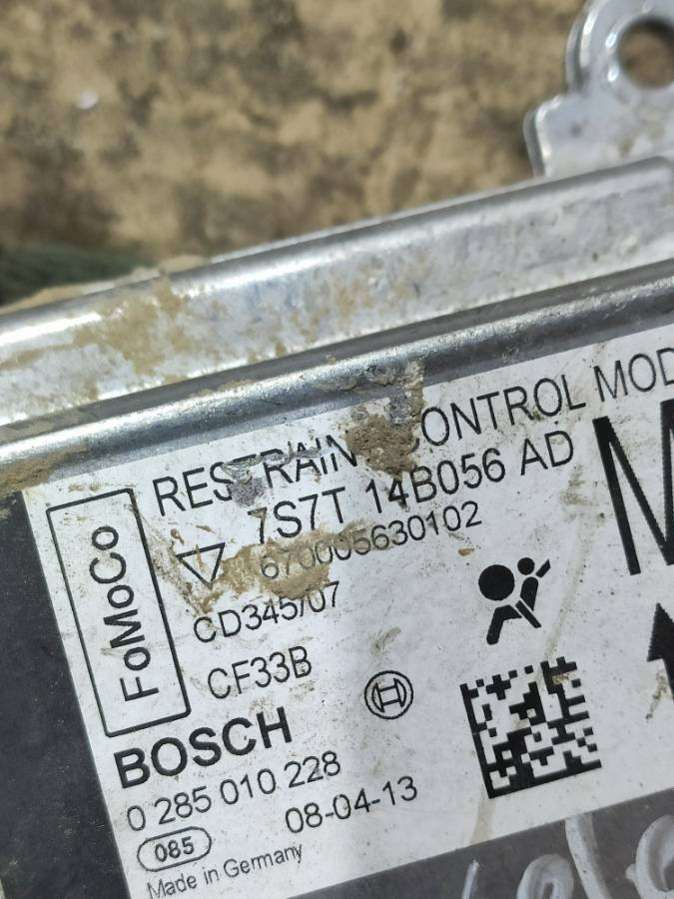 RESTRAINT CONTROL MOD
7S7T 14B056 AD
670005630102
CD345/07
CF33B
FoMoCo
M
BOSCH
0 285 010 228
08-04-13
085
Made in Germany